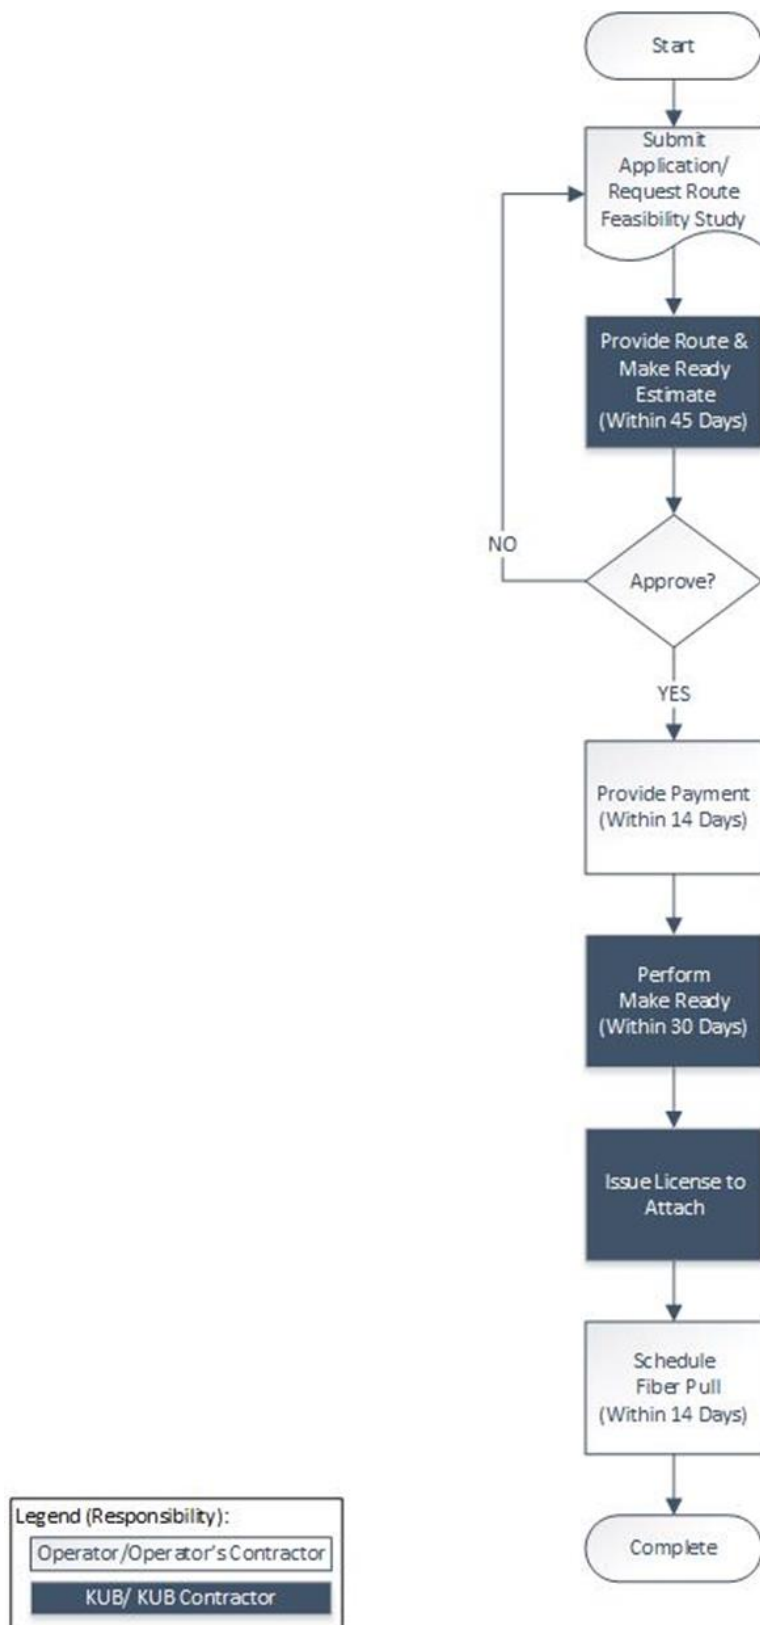 Start
Submit
Application/
Request Route
Feasibility Study
Provide Route &
Make Ready
Estimate
(Within 45 Days)
NO
Approve?
YES
Provide Payment
(Within 14 Days)
Perform
Make Ready
(Within 30 Days)
Issue License to
Attach
Schedule
Fiber Pull
(Within 14 Days)
Complete
Legend (Responsibility):
Operator/Operator's Contractor
KUB/ KUB Contractor